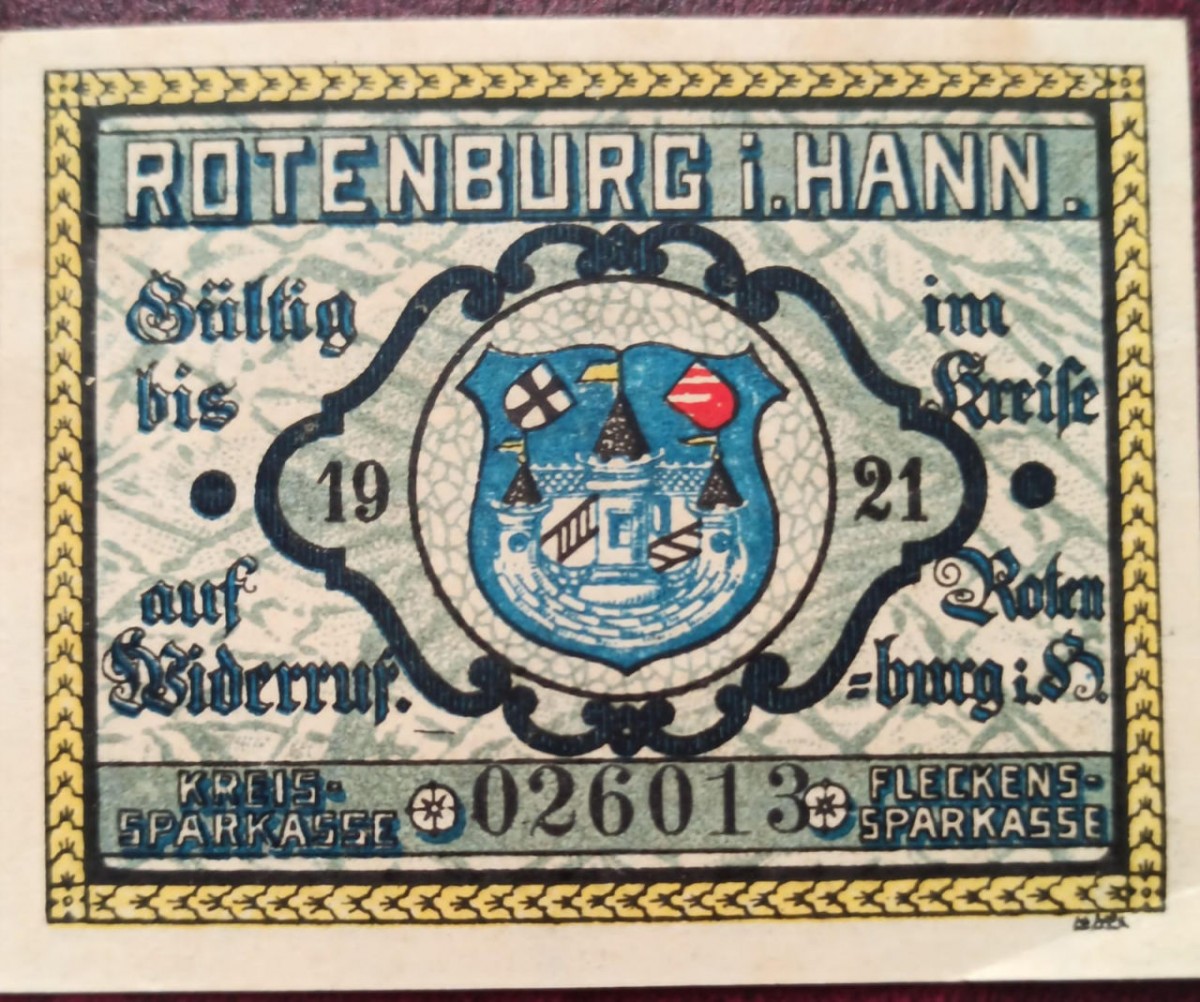 ROTENBURG i. HANN.
Gültig
bis
im
Kreise
19 21
auf
Widerruf.
Roten
=burg i. H.
KREIS-
SPARKASSE
026013
FLECKENS-
SPARKASSE